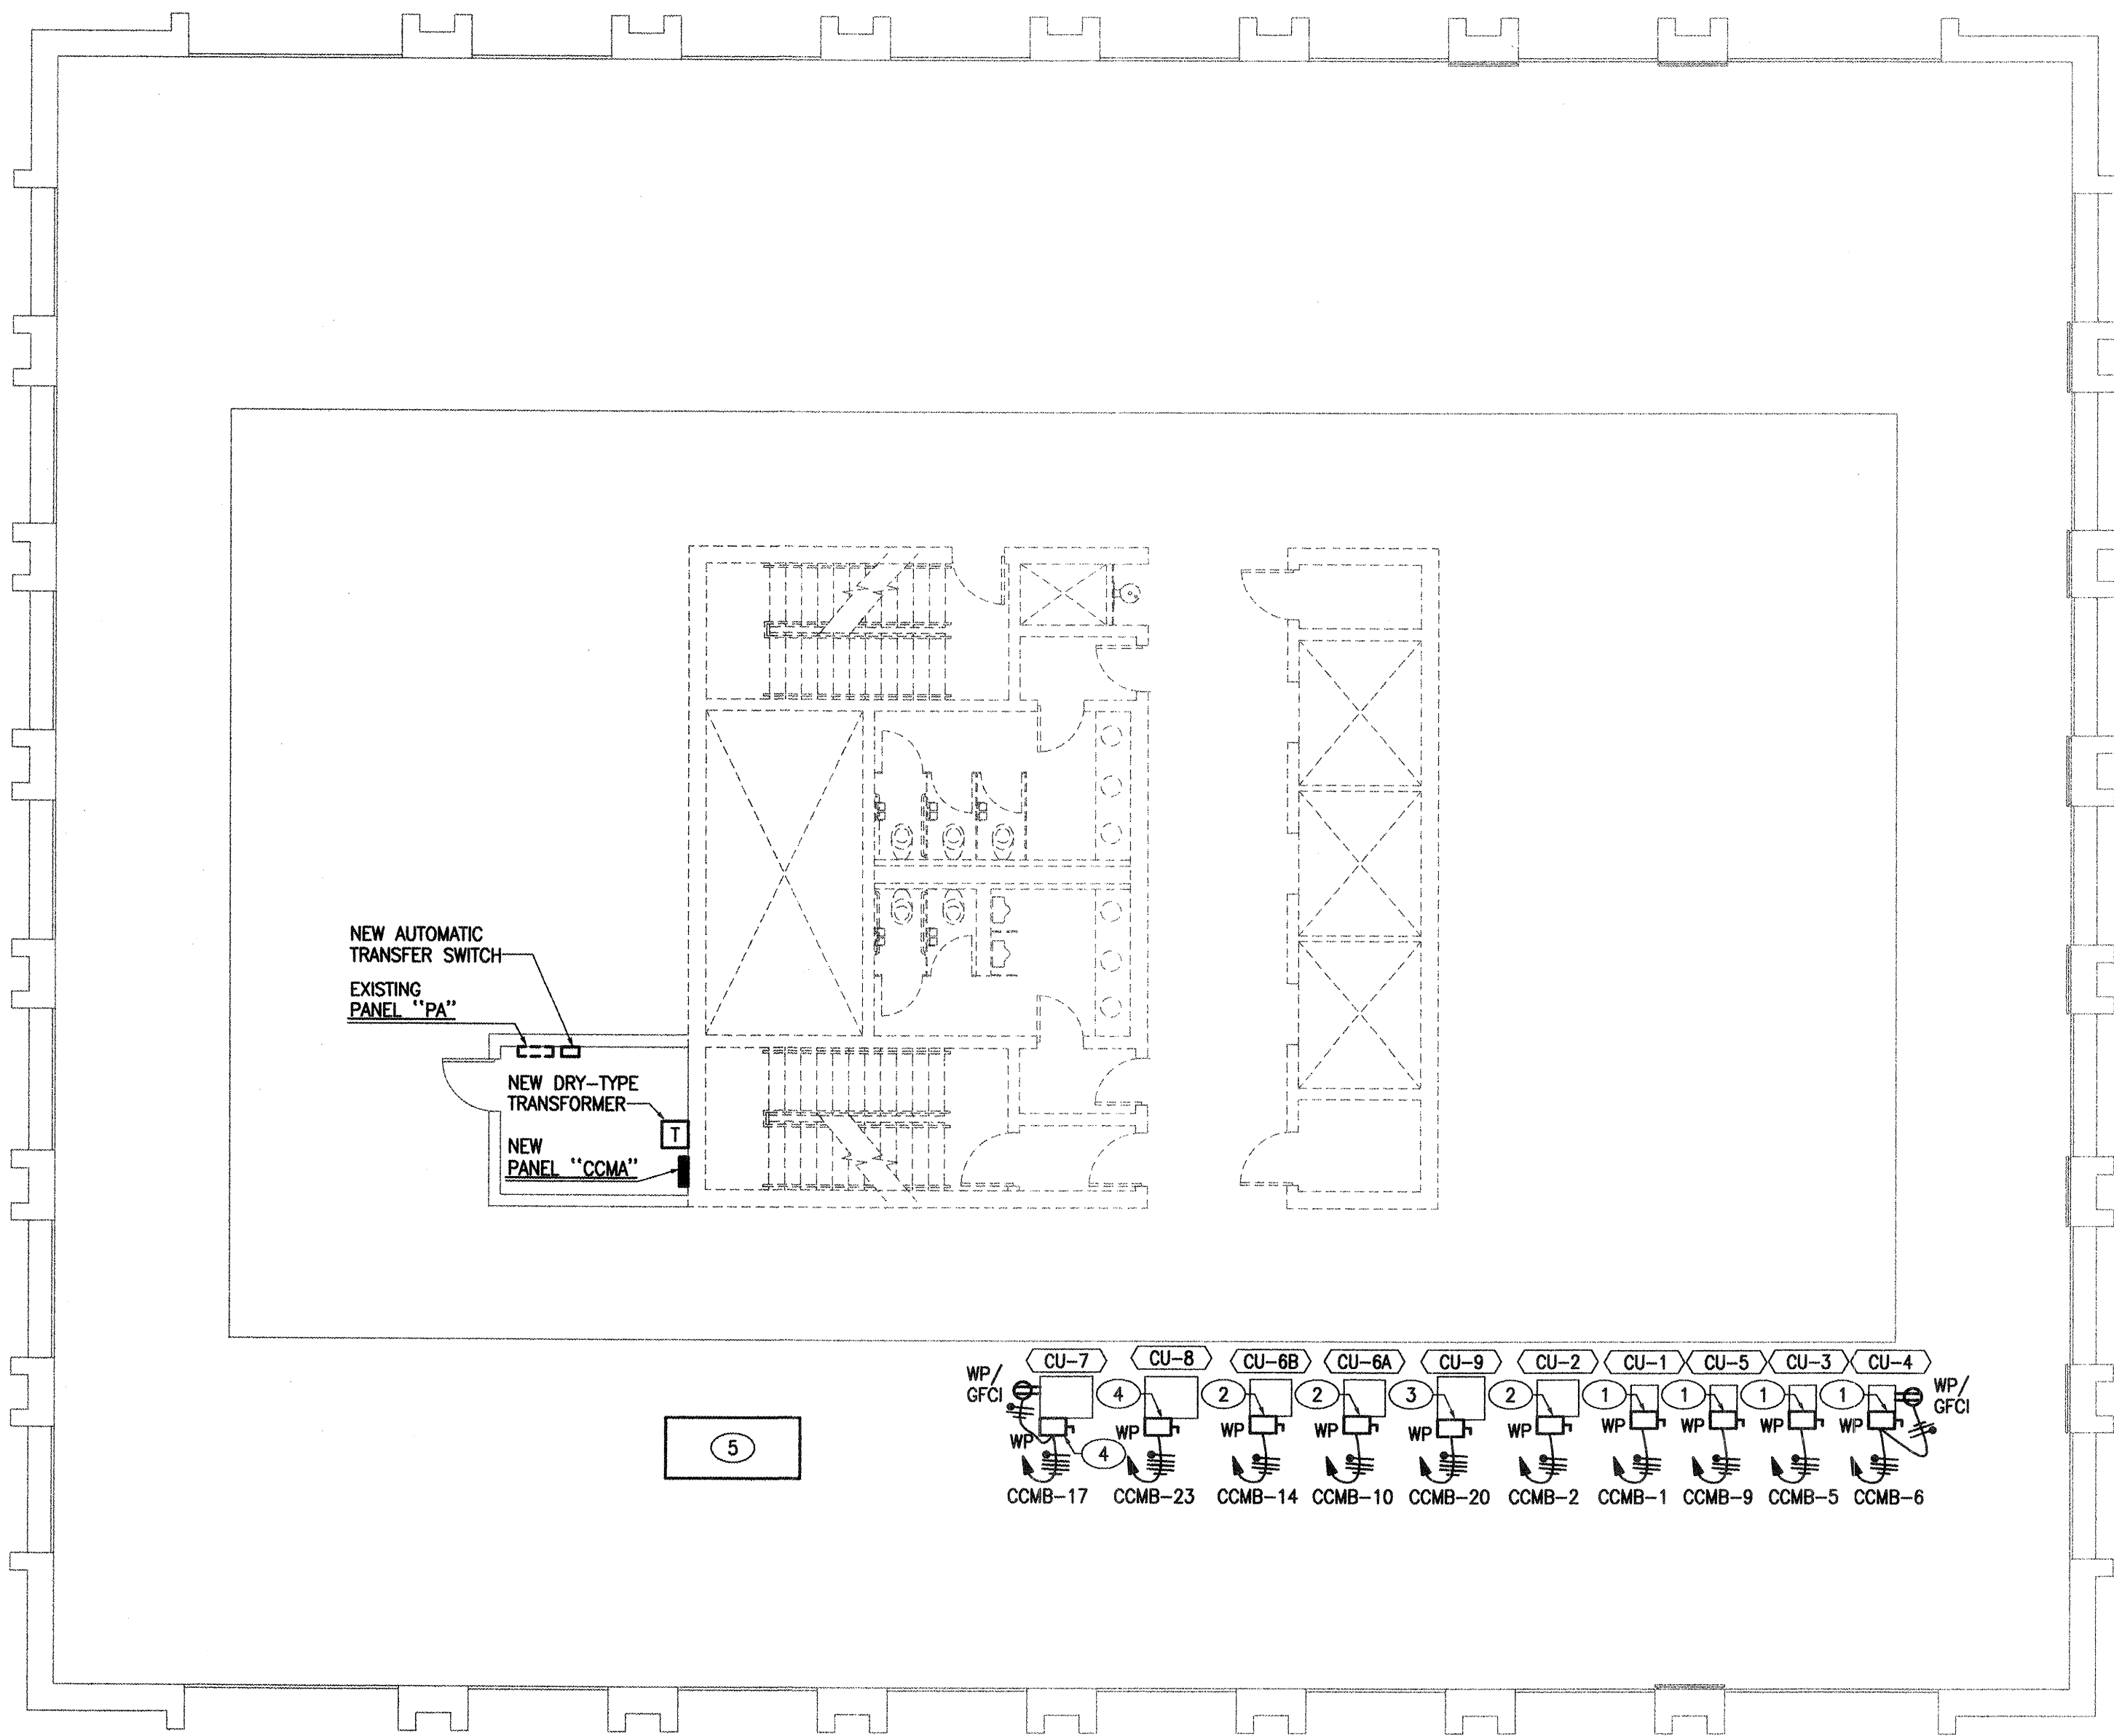 NEW AUTOMATIC
TRANSFER SWITCH
EXISTING
PANEL "PA"
NEW DRY-TYPE
TRANSFORMER
T
NEW
PANEL "CCMA"
5
CU-7 CU-8 CU-6B CU-6A CU-9 CU-2 CU-1 CU-5 CU-3 CU-4
WP/
GFCI
4 2 2 3 2 1 1 1 1
WP/
GFCI
WP WP WP WP WP WP WP WP WP WP
4
CCMB-17 CCMB-23 CCMB-14 CCMB-10 CCMB-20 CCMB-2 CCMB-1 CCMB-9 CCMB-5 CCMB-6